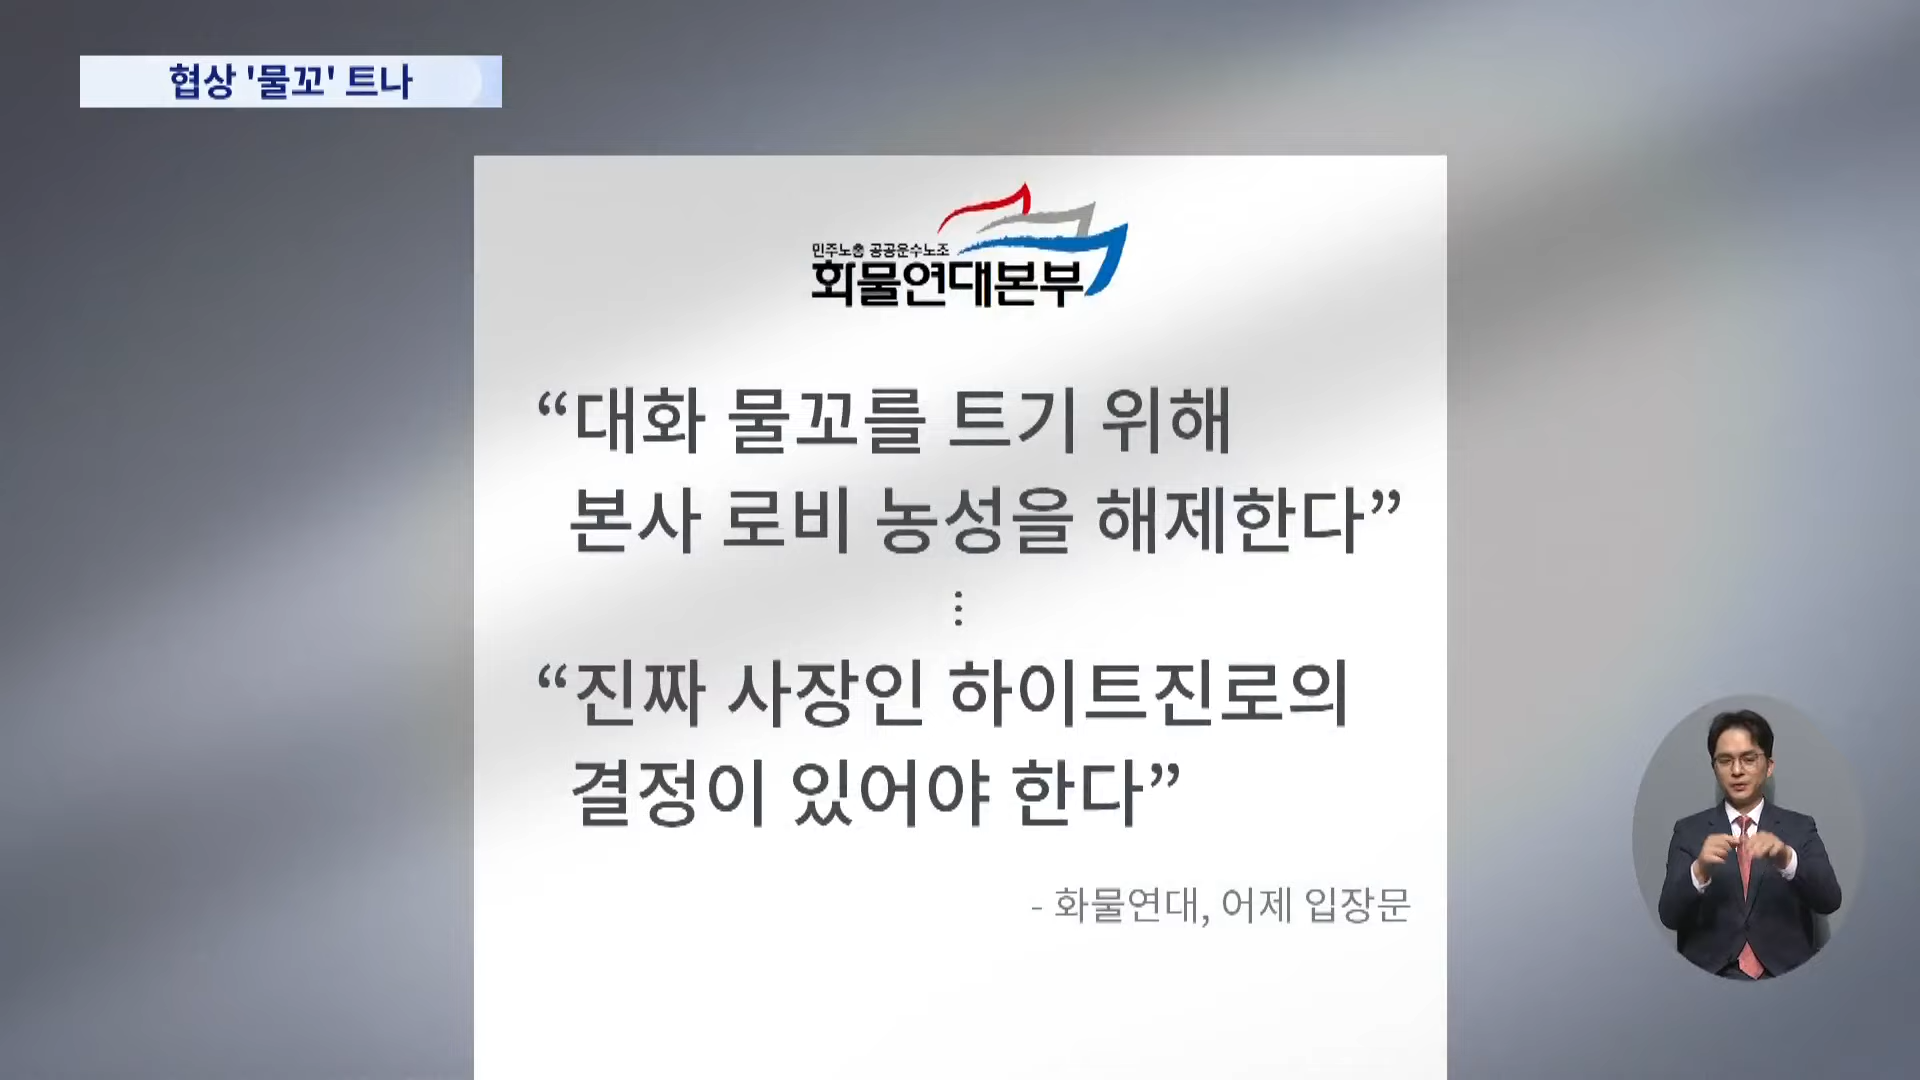 협상 '물꼬' 트나
민주노총 공공운수노조
화물연대본부
“대화 물꼬를 트기 위해
본사 로비 농성을 해제한다”
⋮
“진짜 사장인 하이트진로의
결정이 있어야 한다”
- 화물연대, 어제 입장문